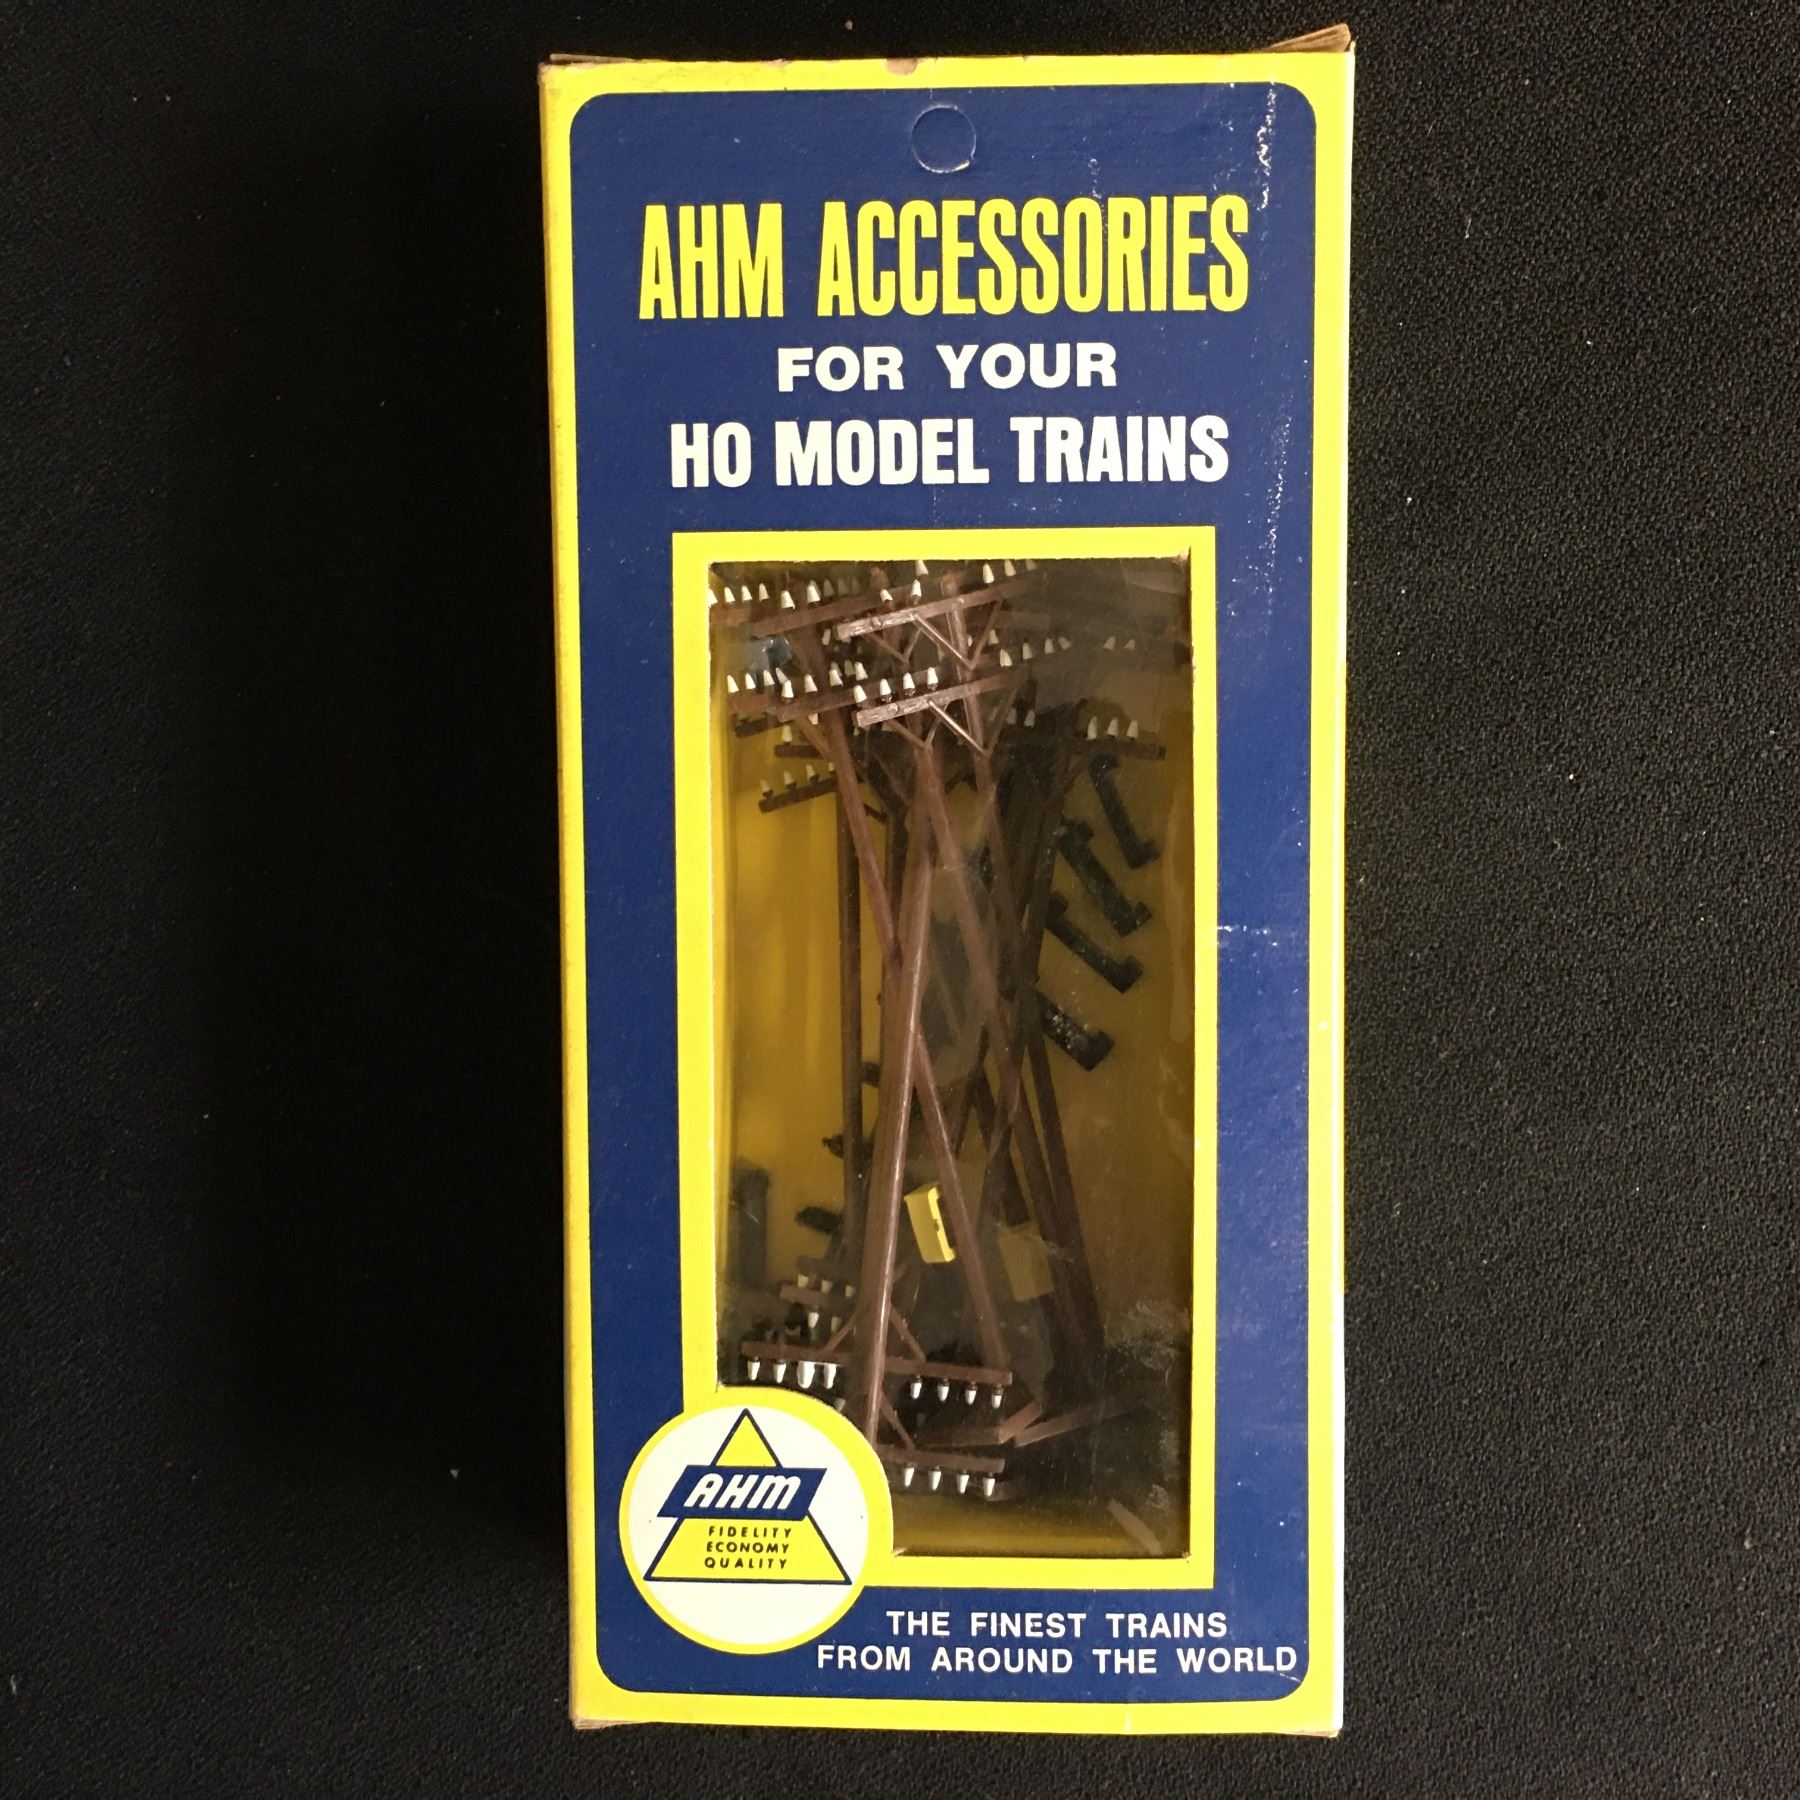 AHM ACCESSORIES
FOR YOUR
HO MODEL TRAINS
AHM
FIDELITY
ECONOMY
QUALITY
THE FINEST TRAINS
FROM AROUND THE WORLD